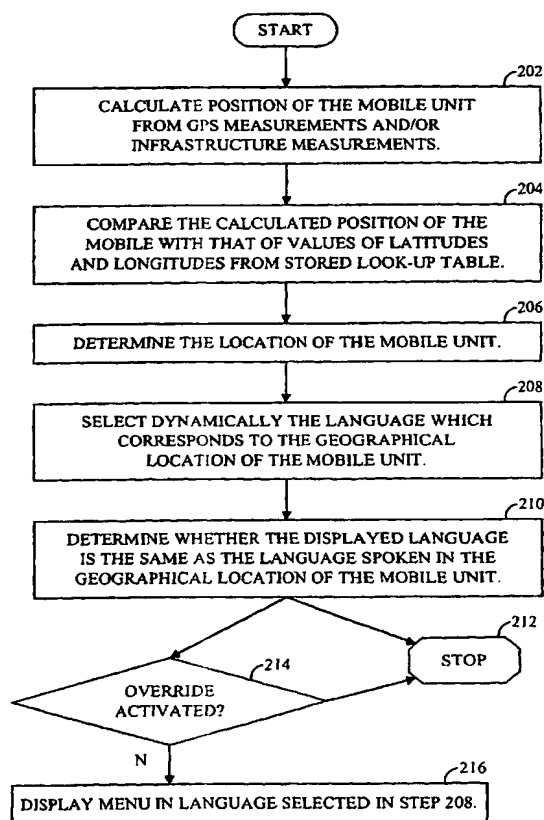 START
202
CALCULATE POSITION OF THE MOBILE UNIT
FROM GPS MEASUREMENTS AND/OR
INFRASTRUCTURE MEASUREMENTS.
204
COMPARE THE CALCULATED POSITION OF THE
MOBILE WITH THAT OF VALUES OF LATITUDES
AND LONGITUDES FROM STORED LOOK-UP TABLE.
206
DETERMINE THE LOCATION OF THE MOBILE UNIT.
208
SELECT DYNAMICALLY THE LANGUAGE WHICH
CORRESPONDS TO THE GEOGRAPHICAL
LOCATION OF THE MOBILE UNIT.
210
DETERMINE WHETHER THE DISPLAYED LANGUAGE
IS THE SAME AS THE LANGUAGE SPOKEN IN THE
GEOGRAPHICAL LOCATION OF THE MOBILE UNIT.
212
STOP
214
OVERRIDE
ACTIVATED?
N
216
DISPLAY MENU IN LANGUAGE SELECTED IN STEP 208.